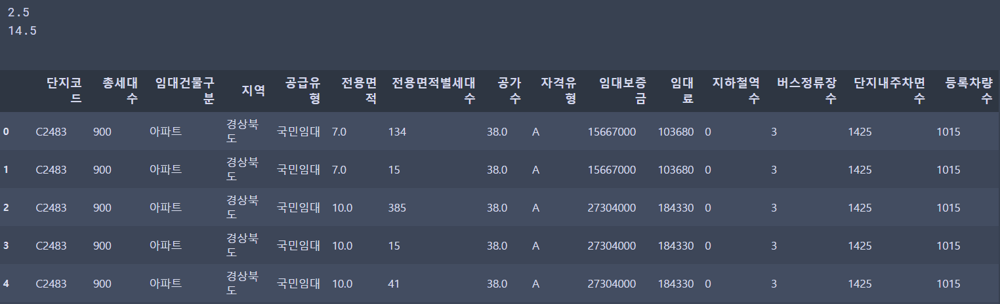 2.5
14.5
단지코드 총세대수 임대건물구분 지역 공급유형 전용면적 전용면적별세대수 공가수 자격유형 임대보증금 임대료 지하철역수 버스정류장수 단지내주차면수 등록차량수
0 C2483 900 아파트 경상북도 국민임대 7.0 134 38.0 A 15667000 103680 0 3 1425 1015
1 C2483 900 아파트 경상북도 국민임대 7.0 15 38.0 A 15667000 103680 0 3 1425 1015
2 C2483 900 아파트 경상북도 국민임대 10.0 385 38.0 A 27304000 184330 0 3 1425 1015
3 C2483 900 아파트 경상북도 국민임대 10.0 15 38.0 A 27304000 184330 0 3 1425 1015
4 C2483 900 아파트 경상북도 국민임대 10.0 41 38.0 A 27304000 184330 0 3 1425 1015